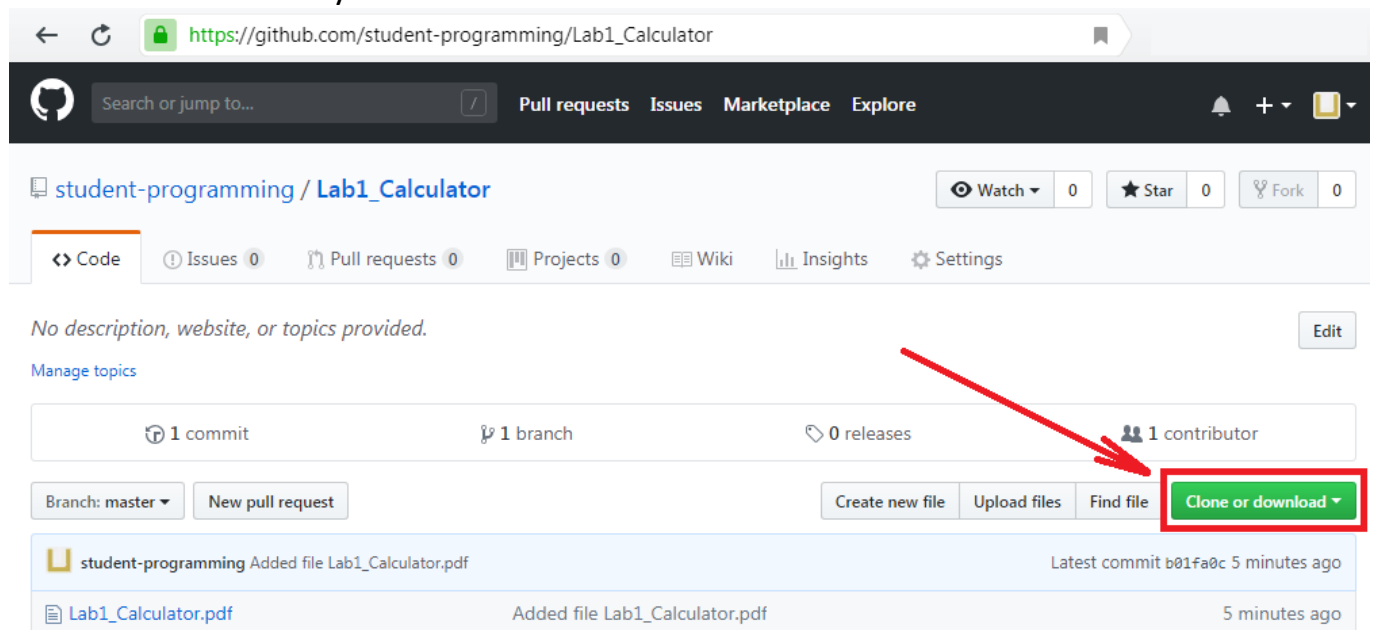 https://github.com/student-programming/Lab1_Calculator
Search or jump to... / Pull requests Issues Marketplace Explore
student-programming / Lab1_Calculator Watch 0 Star 0 Fork 0
Code Issues 0 Pull requests 0 Projects 0 Wiki Insights Settings
No description, website, or topics provided. Edit
Manage topics
1 commit 1 branch 0 releases 1 contributor
Branch: master New pull request Create new file Upload files Find file Clone or download
student-programming Added file Lab1_Calculator.pdf Latest commit b01fa0c 5 minutes ago
Lab1_Calculator.pdf Added file Lab1_Calculator.pdf 5 minutes ago